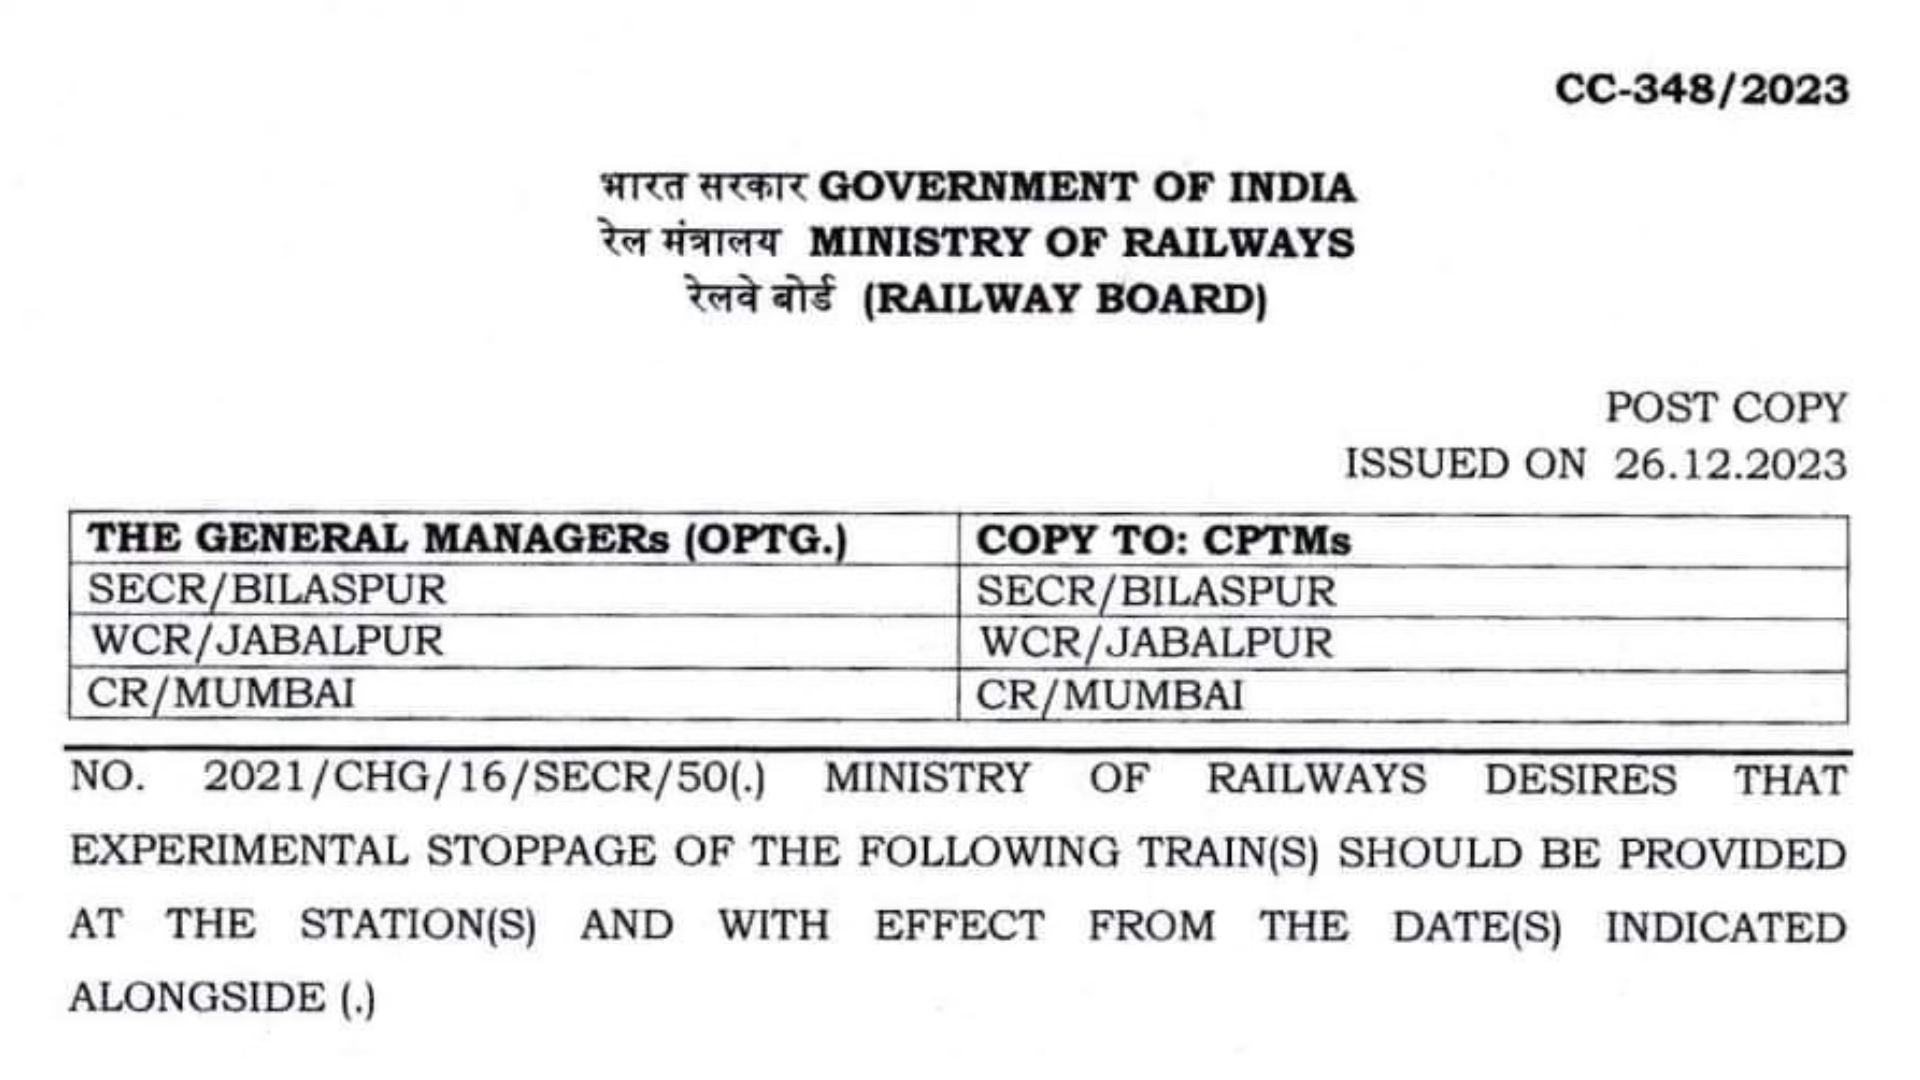 CC-348/2023
भारत सरकार GOVERNMENT OF INDIA
रेल मंत्रालय MINISTRY OF RAILWAYS
रेलवे बोर्ड (RAILWAY BOARD)
POST COPY
ISSUED ON 26.12.2023
THE GENERAL MANAGERs (OPTG.) COPY TO: CPTMs
SECR/BILASPUR SECR/BILASPUR
WCR/JABALPUR WCR/JABALPUR
CR/MUMBAI CR/MUMBAI
NO. 2021/CHG/16/SECR/50(.) MINISTRY OF RAILWAYS DESIRES THAT
EXPERIMENTAL STOPPAGE OF THE FOLLOWING TRAIN(S) SHOULD BE PROVIDED
AT THE STATION(S) AND WITH EFFECT FROM THE DATE(S) INDICATED
ALONGSIDE (.)